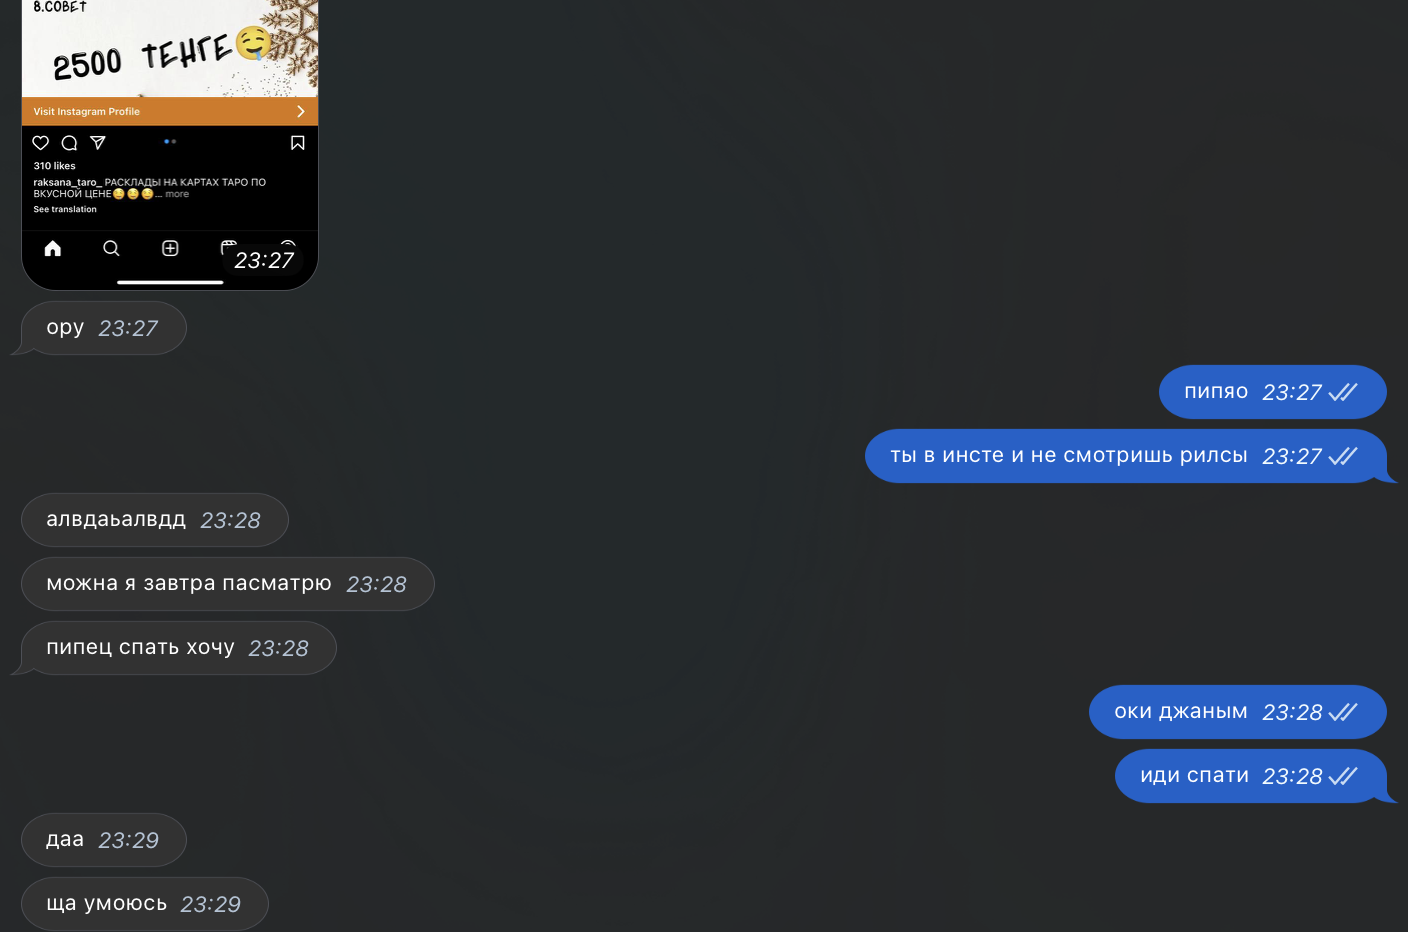 8.СОВЕТ
2500 ТЕНГЕ🤤
Visit Instagram Profile
310 likes
raksana_taro_ РАСКЛАДЫ НА КАРТАХ ТАРО ПО
ВКУСНОЙ ЦЕНЕ🤤🤤🤤... more
See translation
23:27
ору 23:27
пипяо 23:27
ты в инсте и не смотришь рилсы 23:27
алвдаьалвдд 23:28
можна я завтра пасматрю 23:28
пипец спать хочу 23:28
оки джаным 23:28
иди спати 23:28
даа 23:29
ща умоюсь 23:29